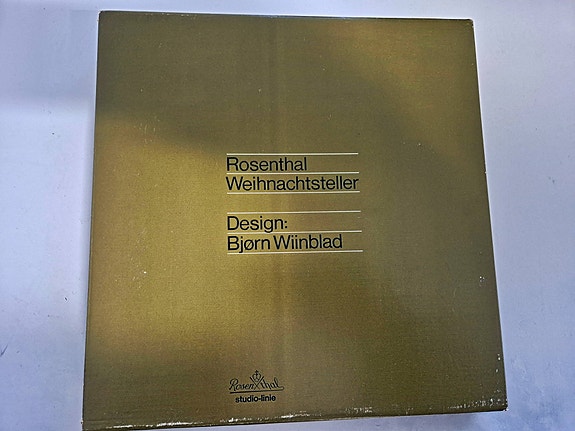 Rosenthal
Weihnachtsteller
Design:
Bjørn Wiinblad
Rosenthal
studio-linie